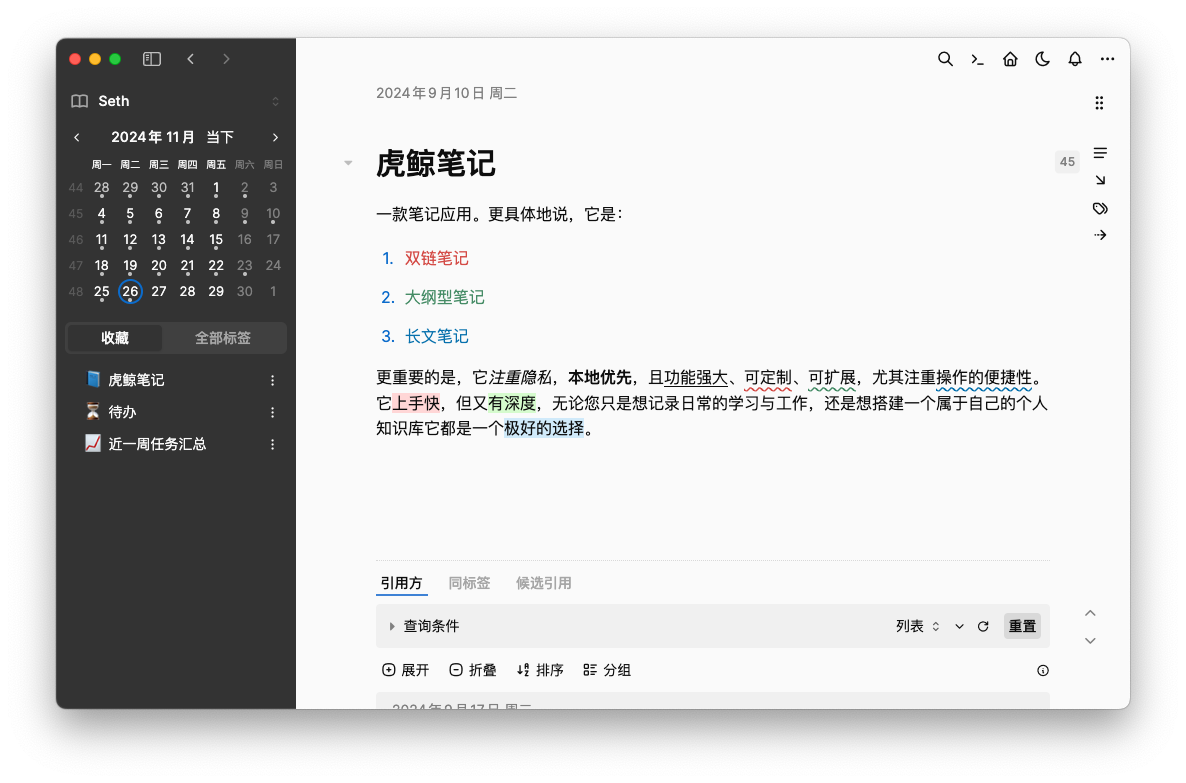 Seth
2024年 11月 当下
周一 周二 周三 周四 周五 周六 周日
44 28 29 30 31 1 2 3
45 4 5 6 7 8 9 10
46 11 12 13 14 15 16 17
47 18 19 20 21 22 23 24
48 25 26 27 28 29 30 1
收藏 全部标签
虎鲸笔记
待办
近一周任务汇总
2024年9月10日 周二
虎鲸笔记
45
一款笔记应用。更具体地说，它是：
1. 双链笔记
2. 大纲型笔记
3. 长文笔记
更重要的是，它注重隐私，本地优先，且功能强大、可定制、可扩展，尤其注重操作的便捷性。
它上手快，但又有深度，无论您只是想记录日常的学习与工作，还是想搭建一个属于自己的个人
知识库它都是一个极好的选择。
引用方 同标签 候选引用
查询条件 列表 重置
展开 折叠 排序 分组
2024年9月17日 周二